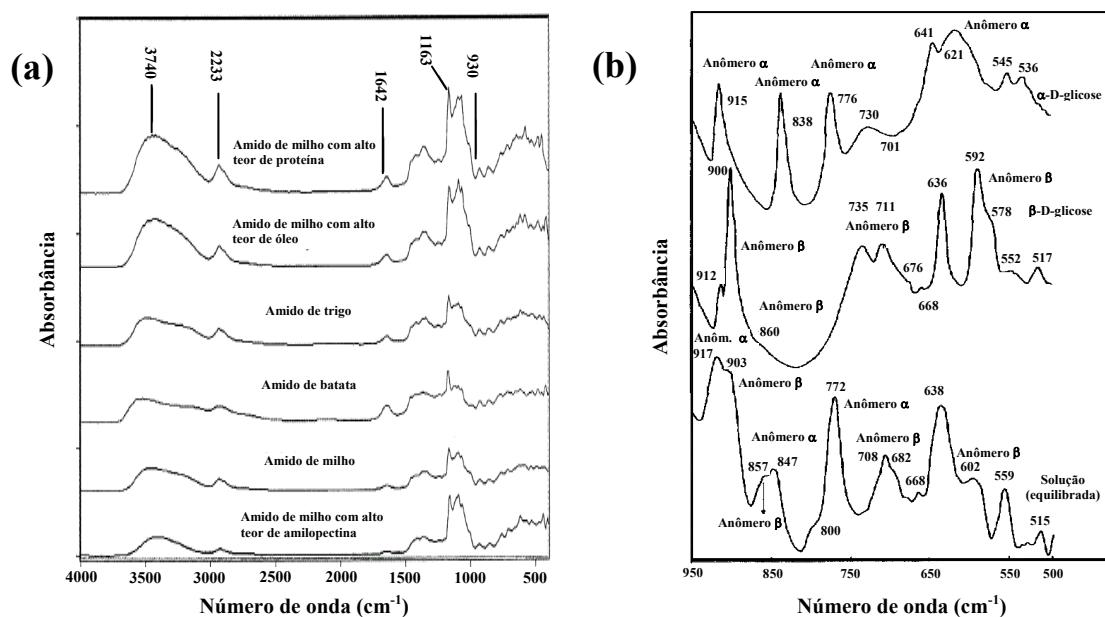 (a)
3740
2233
1642
1163
930
Amido de milho com alto
teor de proteína
Amido de milho com alto
teor de óleo
Amido de trigo
Amido de batata
Amido de milho
Amido de milho com alto
teor de amilopectina
Absorbância
4000 3500 3000 2500 2000 1500 1000 500
Número de onda (cm⁻¹)
(b)
Anômero α
641
621
Anômero α
915
Anômero α
838
Anômero α
776
730
701
545 536
α-D-glicose
900
912
Anômero β
Anômero β
860
735 711
Anômero β
676
668
636
592
Anômero β
578
β-D-glicose
552
517
Anôm. α
917
903
Anômero β
Anômero α
857 847
Anômero β
772
Anômero α
800
Anômero β
708 682
668
638
Anômero β
602
559
Solução
(equilibrada)
515
Absorbância
950 850 750 650 550 500
Número de onda (cm⁻¹)